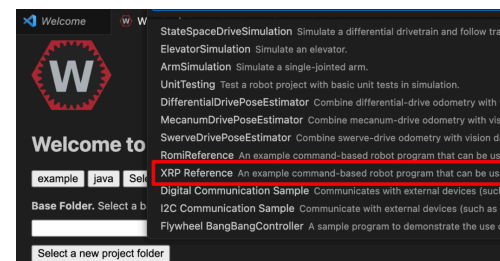 Welcome
W
StateSpaceDriveSimulation Simulate a differential drivetrain and follow
ElevatorSimulation Simulate an elevator.
ArmSimulation Simulate a single-jointed arm.
UnitTesting Test a robot project with basic unit tests in simulation.
DifferentialDrivePoseEstimator Combine differential-drive odometry with
MecanumDrivePoseEstimator Combine mecanum-drive odometry with
SwerveDrivePoseEstimator Combine swerve-drive odometry with vision
RomiReference An example command-based robot program that can be
XRP Reference An example command-based robot program that can be
Digital Communication Sample Communicates with external devices
I2C Communication Sample Communicate with external devices (such as
Flywheel BangBangController A sample program to demonstrate the use
W
Welcome to
example java
Base Folder. Select a
Select a new project folder